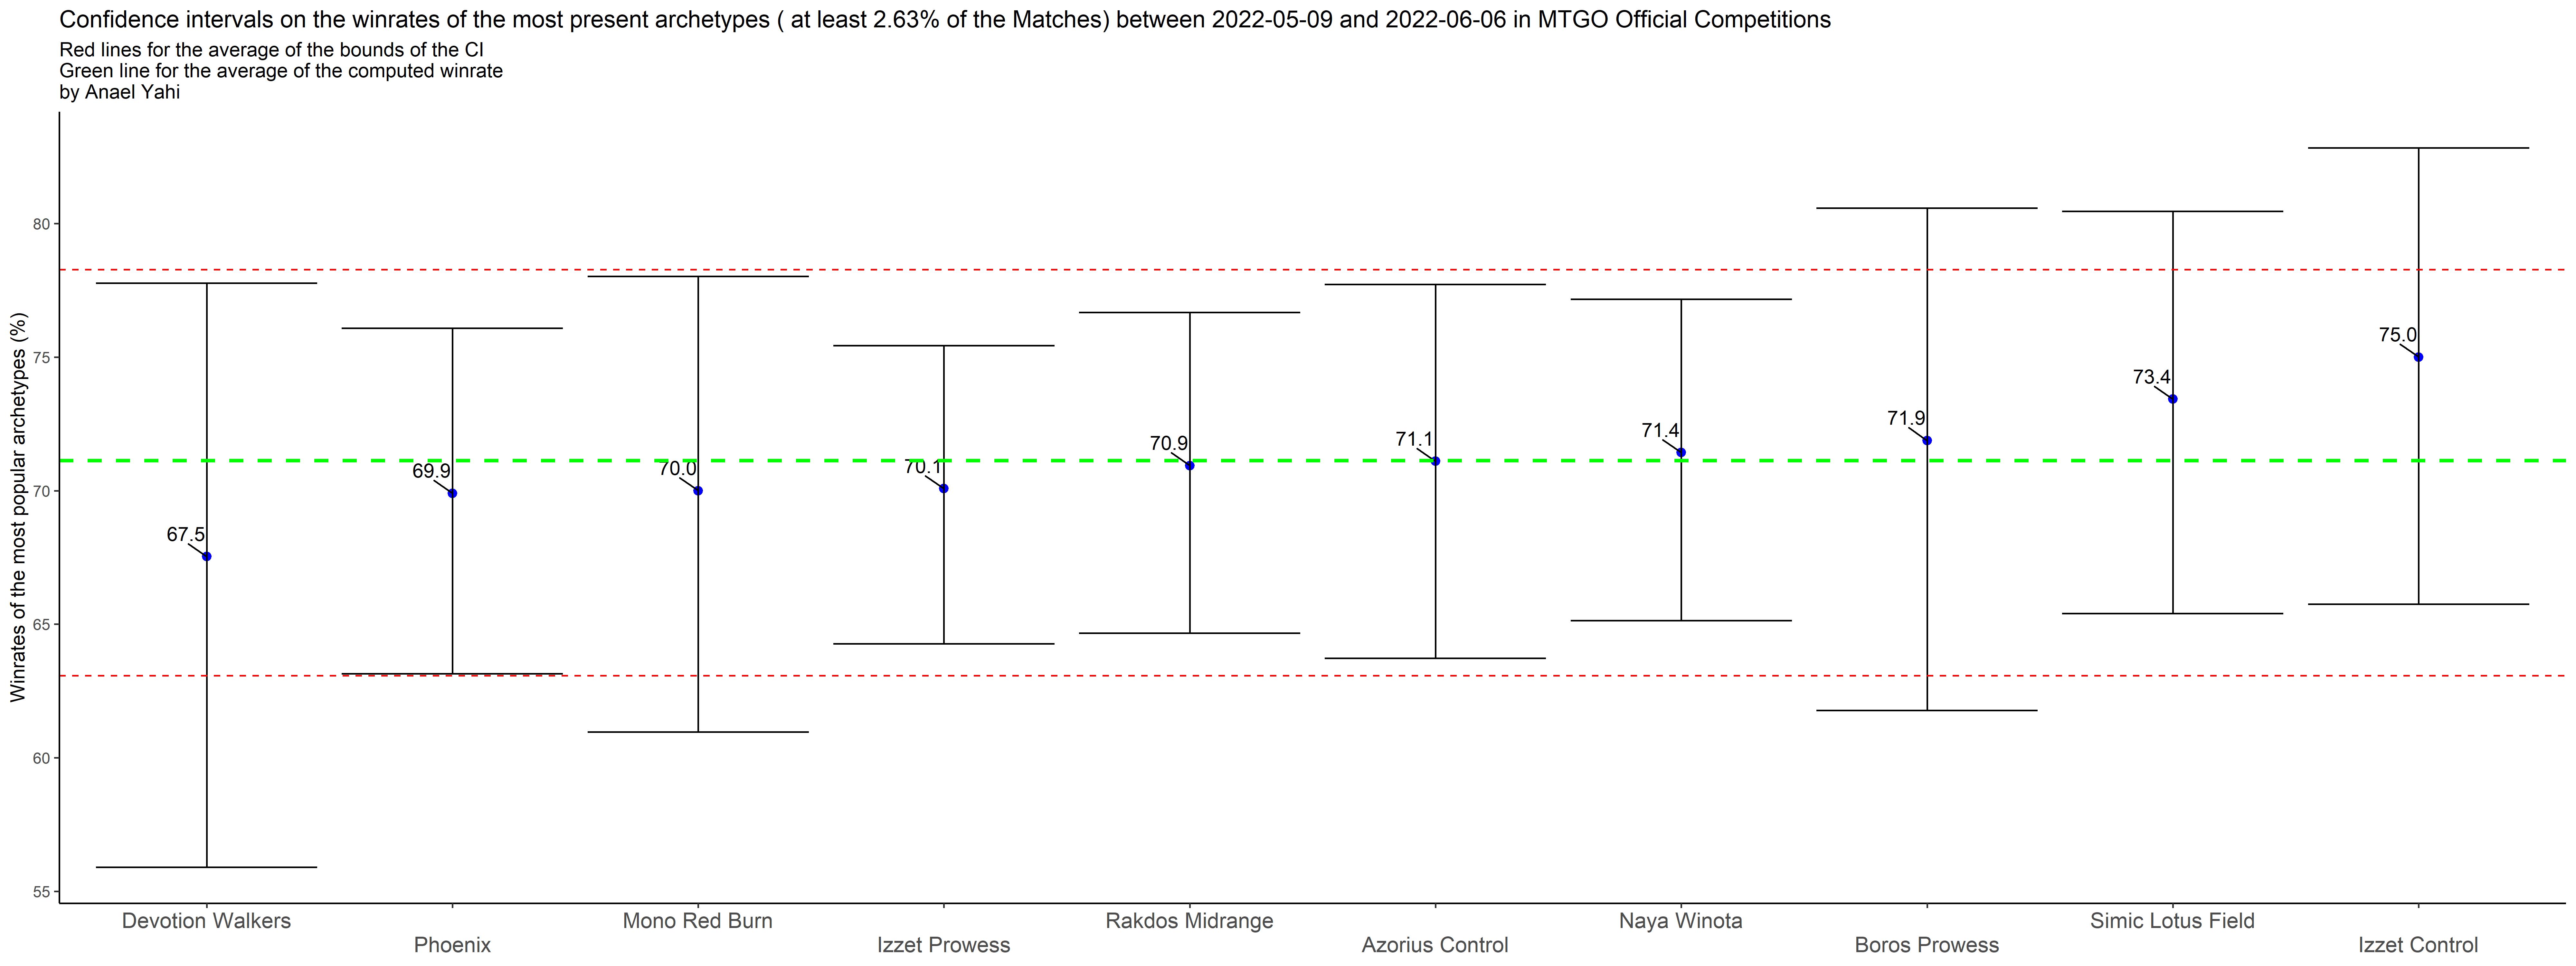 Confidence intervals on the winrates of the most present archetypes ( at least 2.63% of the Matches) between 2022-05-09 and 2022-06-06 in MTGO Official Competitions
Red lines for the average of the bounds of the CI
Green line for the average of the computed winrate
by Anael Yahi
Winrates of the most popular archetypes (%)
80
75
70
65
60
55
67.5
69.9
70.0
70.1
70.9
71.1
71.4
71.9
73.4
75.0
Devotion Walkers
Phoenix
Mono Red Burn
Izzet Prowess
Rakdos Midrange
Azorius Control
Naya Winota
Boros Prowess
Simic Lotus Field
Izzet Control